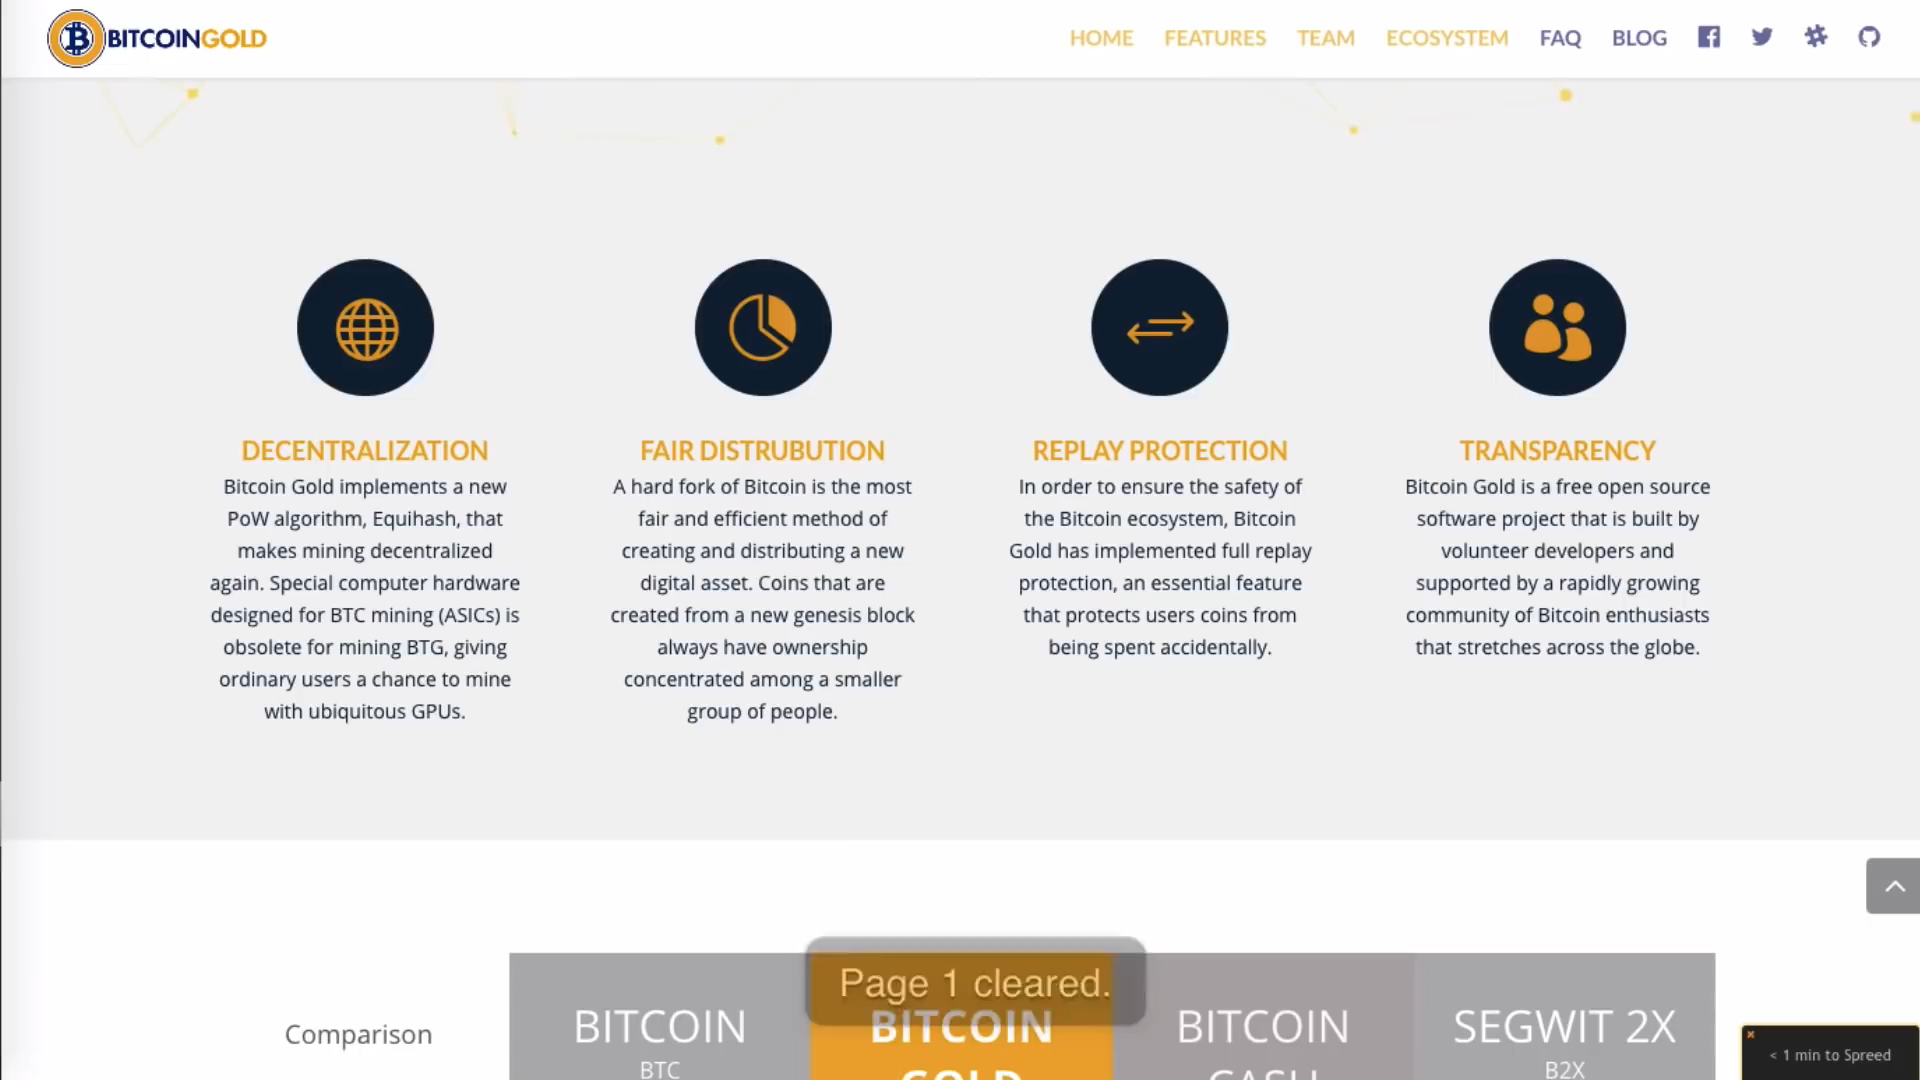 BITCOINGOLD
HOME FEATURES TEAM ECOSYSTEM FAQ BLOG
DECENTRALIZATION
Bitcoin Gold implements a new
PoW algorithm, Equihash, that
makes mining decentralized
again. Special computer hardware
designed for BTC mining (ASICs) is
obsolete for mining BTG, giving
ordinary users a chance to mine
with ubiquitous GPUs.
FAIR DISTRUBUTION
A hard fork of Bitcoin is the most
fair and efficient method of
creating and distributing a new
digital asset. Coins that are
created from a new genesis block
always have ownership
concentrated among a smaller
group of people.
REPLAY PROTECTION
In order to ensure the safety of
the Bitcoin ecosystem, Bitcoin
Gold has implemented full replay
protection, an essential feature
that protects users coins from
being spent accidentally.
TRANSPARENCY
Bitcoin Gold is a free open source
software project that is built by
volunteer developers and
supported by a rapidly growing
community of Bitcoin enthusiasts
that stretches across the globe.
Page 1 cleared.
Comparison
BITCOIN
BTC
BITCOIN
GOLD
BITCOIN
CASH
SEGWIT 2X
B2X
< 1 min to Spreed